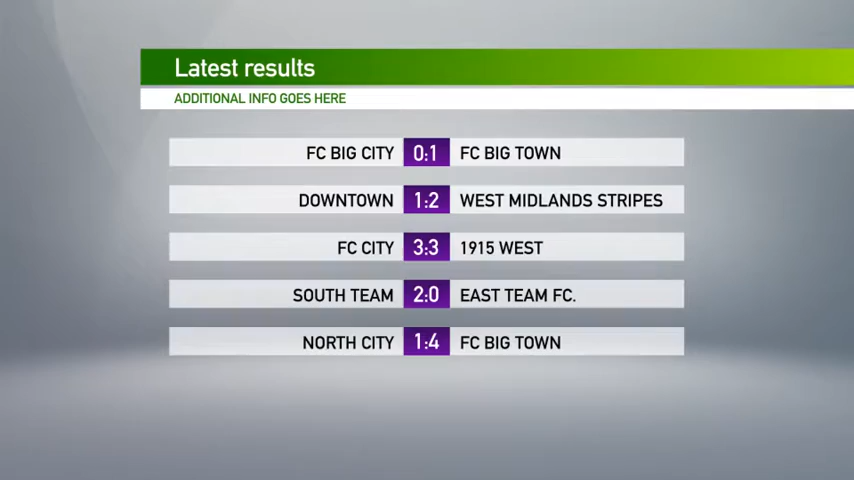 Latest results
ADDITIONAL INFO GOES HERE
FC BIG CITY 0:1 FC BIG TOWN
DOWNTOWN 1:2 WEST MIDLANDS STRIPES
FC CITY 3:3 1915 WEST
SOUTH TEAM 2:0 EAST TEAM FC.
NORTH CITY 1:4 FC BIG TOWN